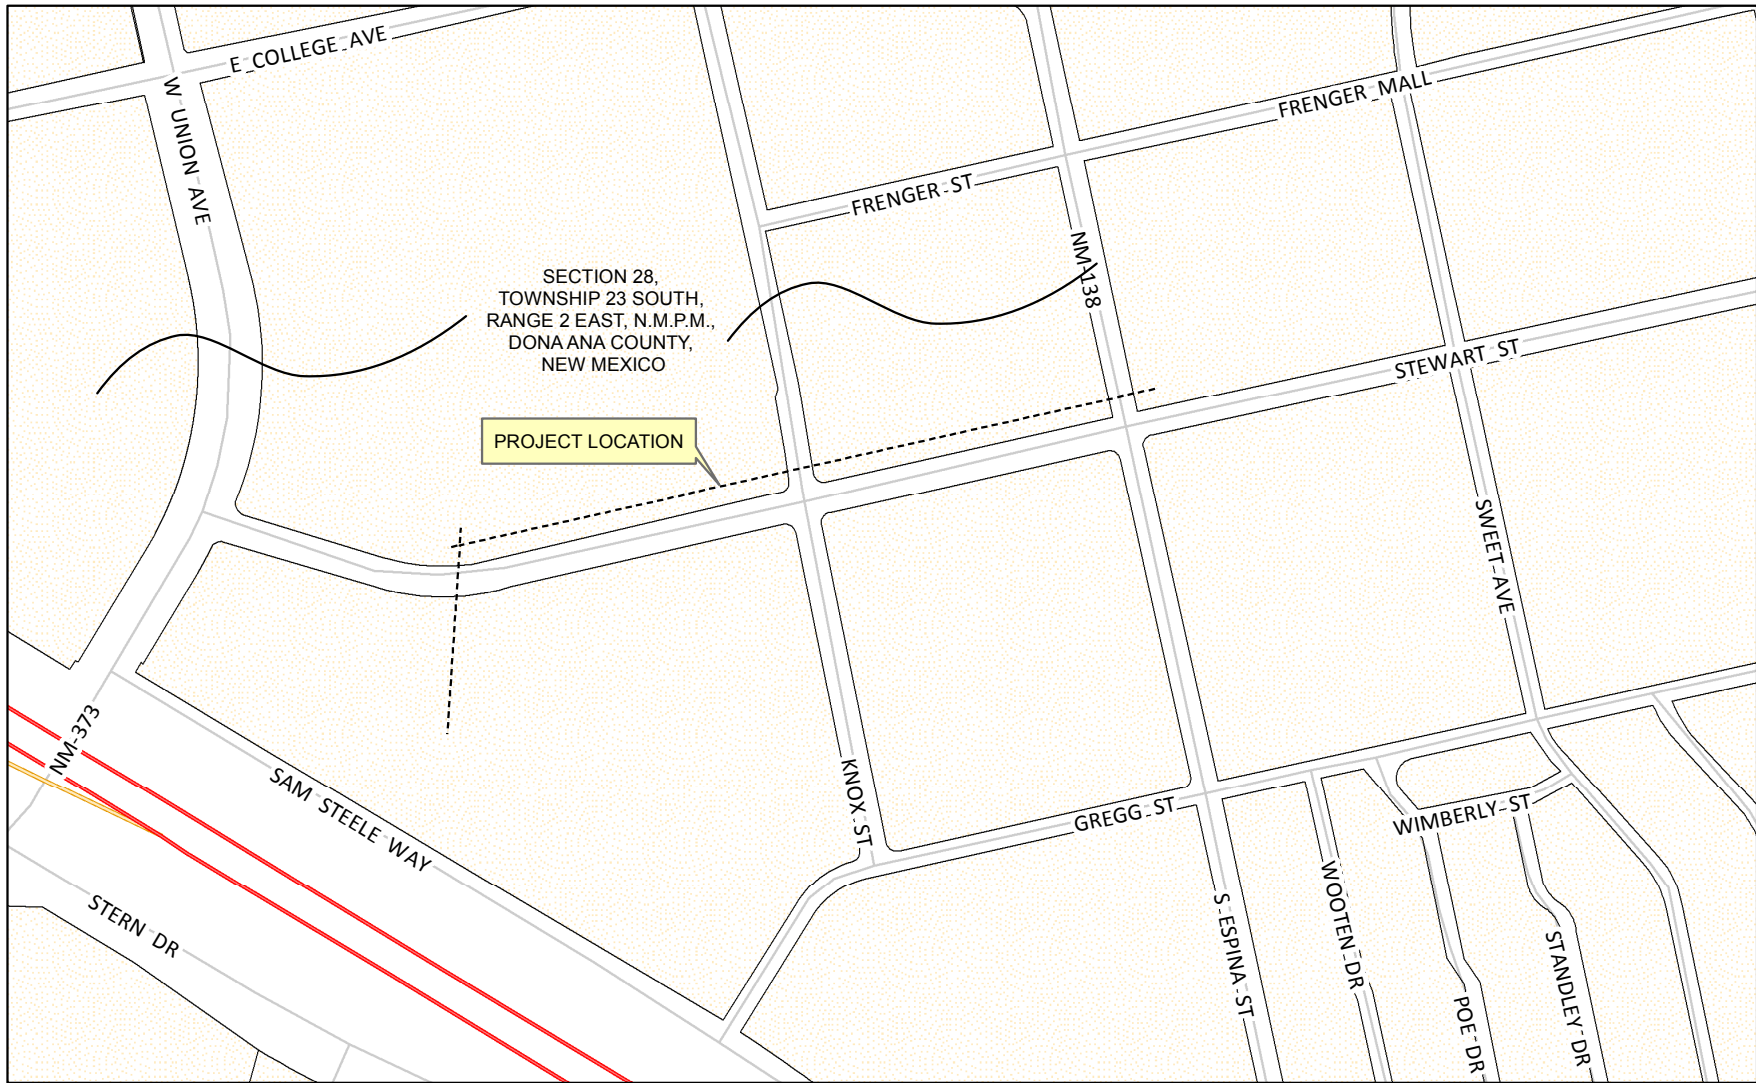 E COLLEGE AVE
W UNION AVE
FRENGER MALL
FRENGER ST
NM-138
SECTION 28,
TOWNSHIP 23 SOUTH,
RANGE 2 EAST, N.M.P.M.,
DONA ANA COUNTY,
NEW MEXICO
STEWART ST
PROJECT LOCATION
SWEET AVE
NM-373
SAM STEELE WAY
KNOX ST
GREGG ST
WIMBERLY ST
STERN DR
S ESPINA ST
WOOTEN DR
POE DR
STANDLEY DR